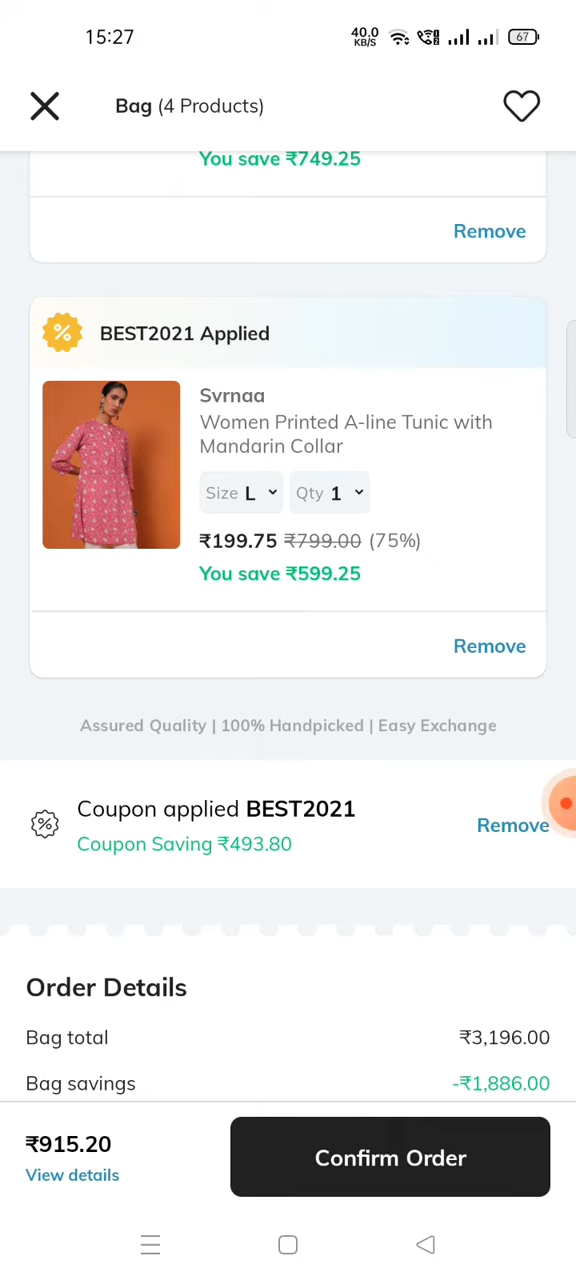 15:27
40.0
KB/S
67
Bag (4 Products)
You save ₹749.25
Remove
% BEST2021 Applied
Svrnaa
Women Printed A-line Tunic with
Mandarin Collar
Size L Qty 1
₹199.75 ₹799.00 (75%)
You save ₹599.25
Remove
Assured Quality | 100% Handpicked | Easy Exchange
% Coupon applied BEST2021
Remove
Coupon Saving ₹493.80
Order Details
Bag total ₹3,196.00
Bag savings -₹1,886.00
₹915.20
View details
Confirm Order